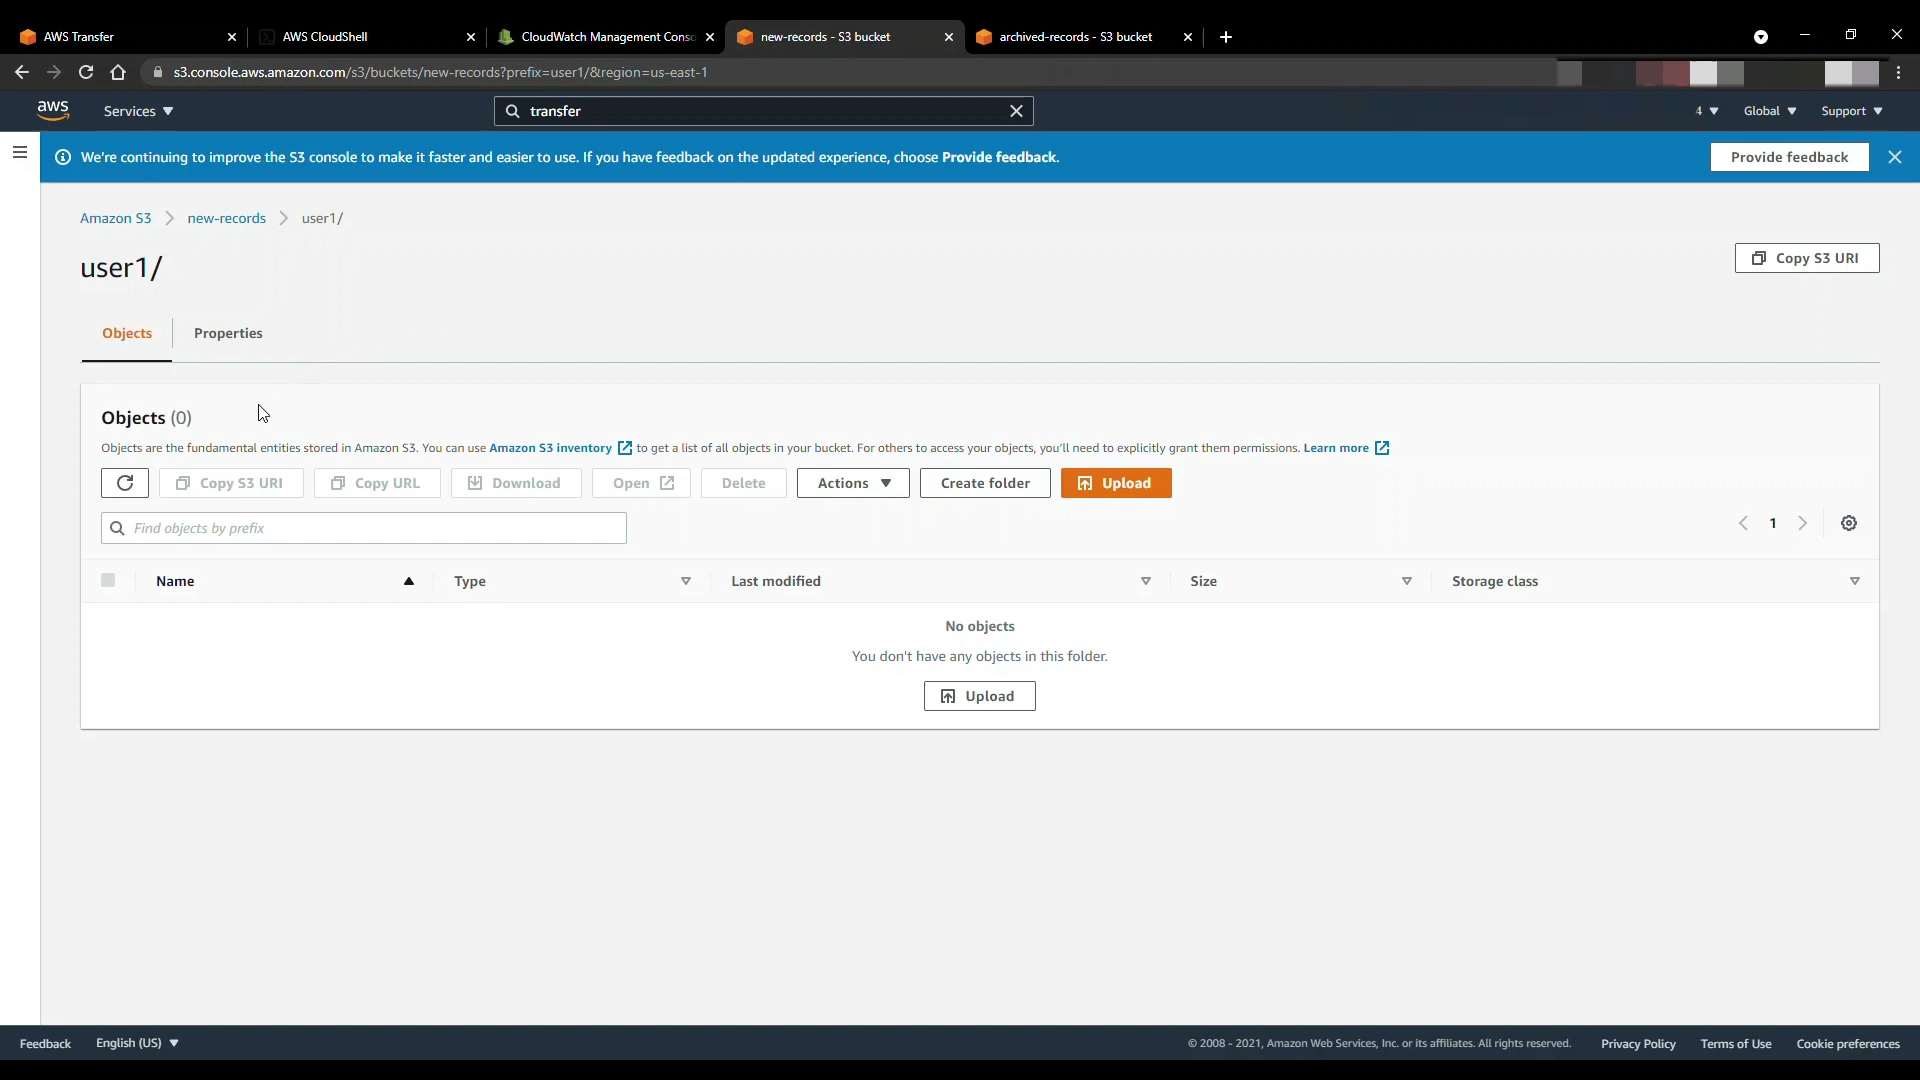 AWS Transfer
AWS CloudShell
CloudWatch Management Conso
new-records - S3 bucket
archived-records - S3 bucket
s3.console.aws.amazon.com/s3/buckets/new-records?prefix=user1/&region=us-east-1
aws
Services
transfer
4
Global
Support
We're continuing to improve the S3 console to make it faster and easier to use. If you have feedback on the updated experience, choose Provide feedback.
Provide feedback
Amazon S3
new-records
user1/
user1/
Copy S3 URI
Objects
Properties
Objects (0)
Objects are the fundamental entities stored in Amazon S3. You can use Amazon S3 inventory to get a list of all objects in your bucket. For others to access your objects, you'll need to explicitly grant them permissions. Learn more
Copy S3 URI
Copy URL
Download
Open
Delete
Actions
Create folder
Upload
Find objects by prefix
1
Name
Type
Last modified
Size
Storage class
No objects
You don't have any objects in this folder.
Upload
Feedback
English (US)
© 2008 - 2021, Amazon Web Services, Inc. or its affiliates. All rights reserved.
Privacy Policy
Terms of Use
Cookie preferences